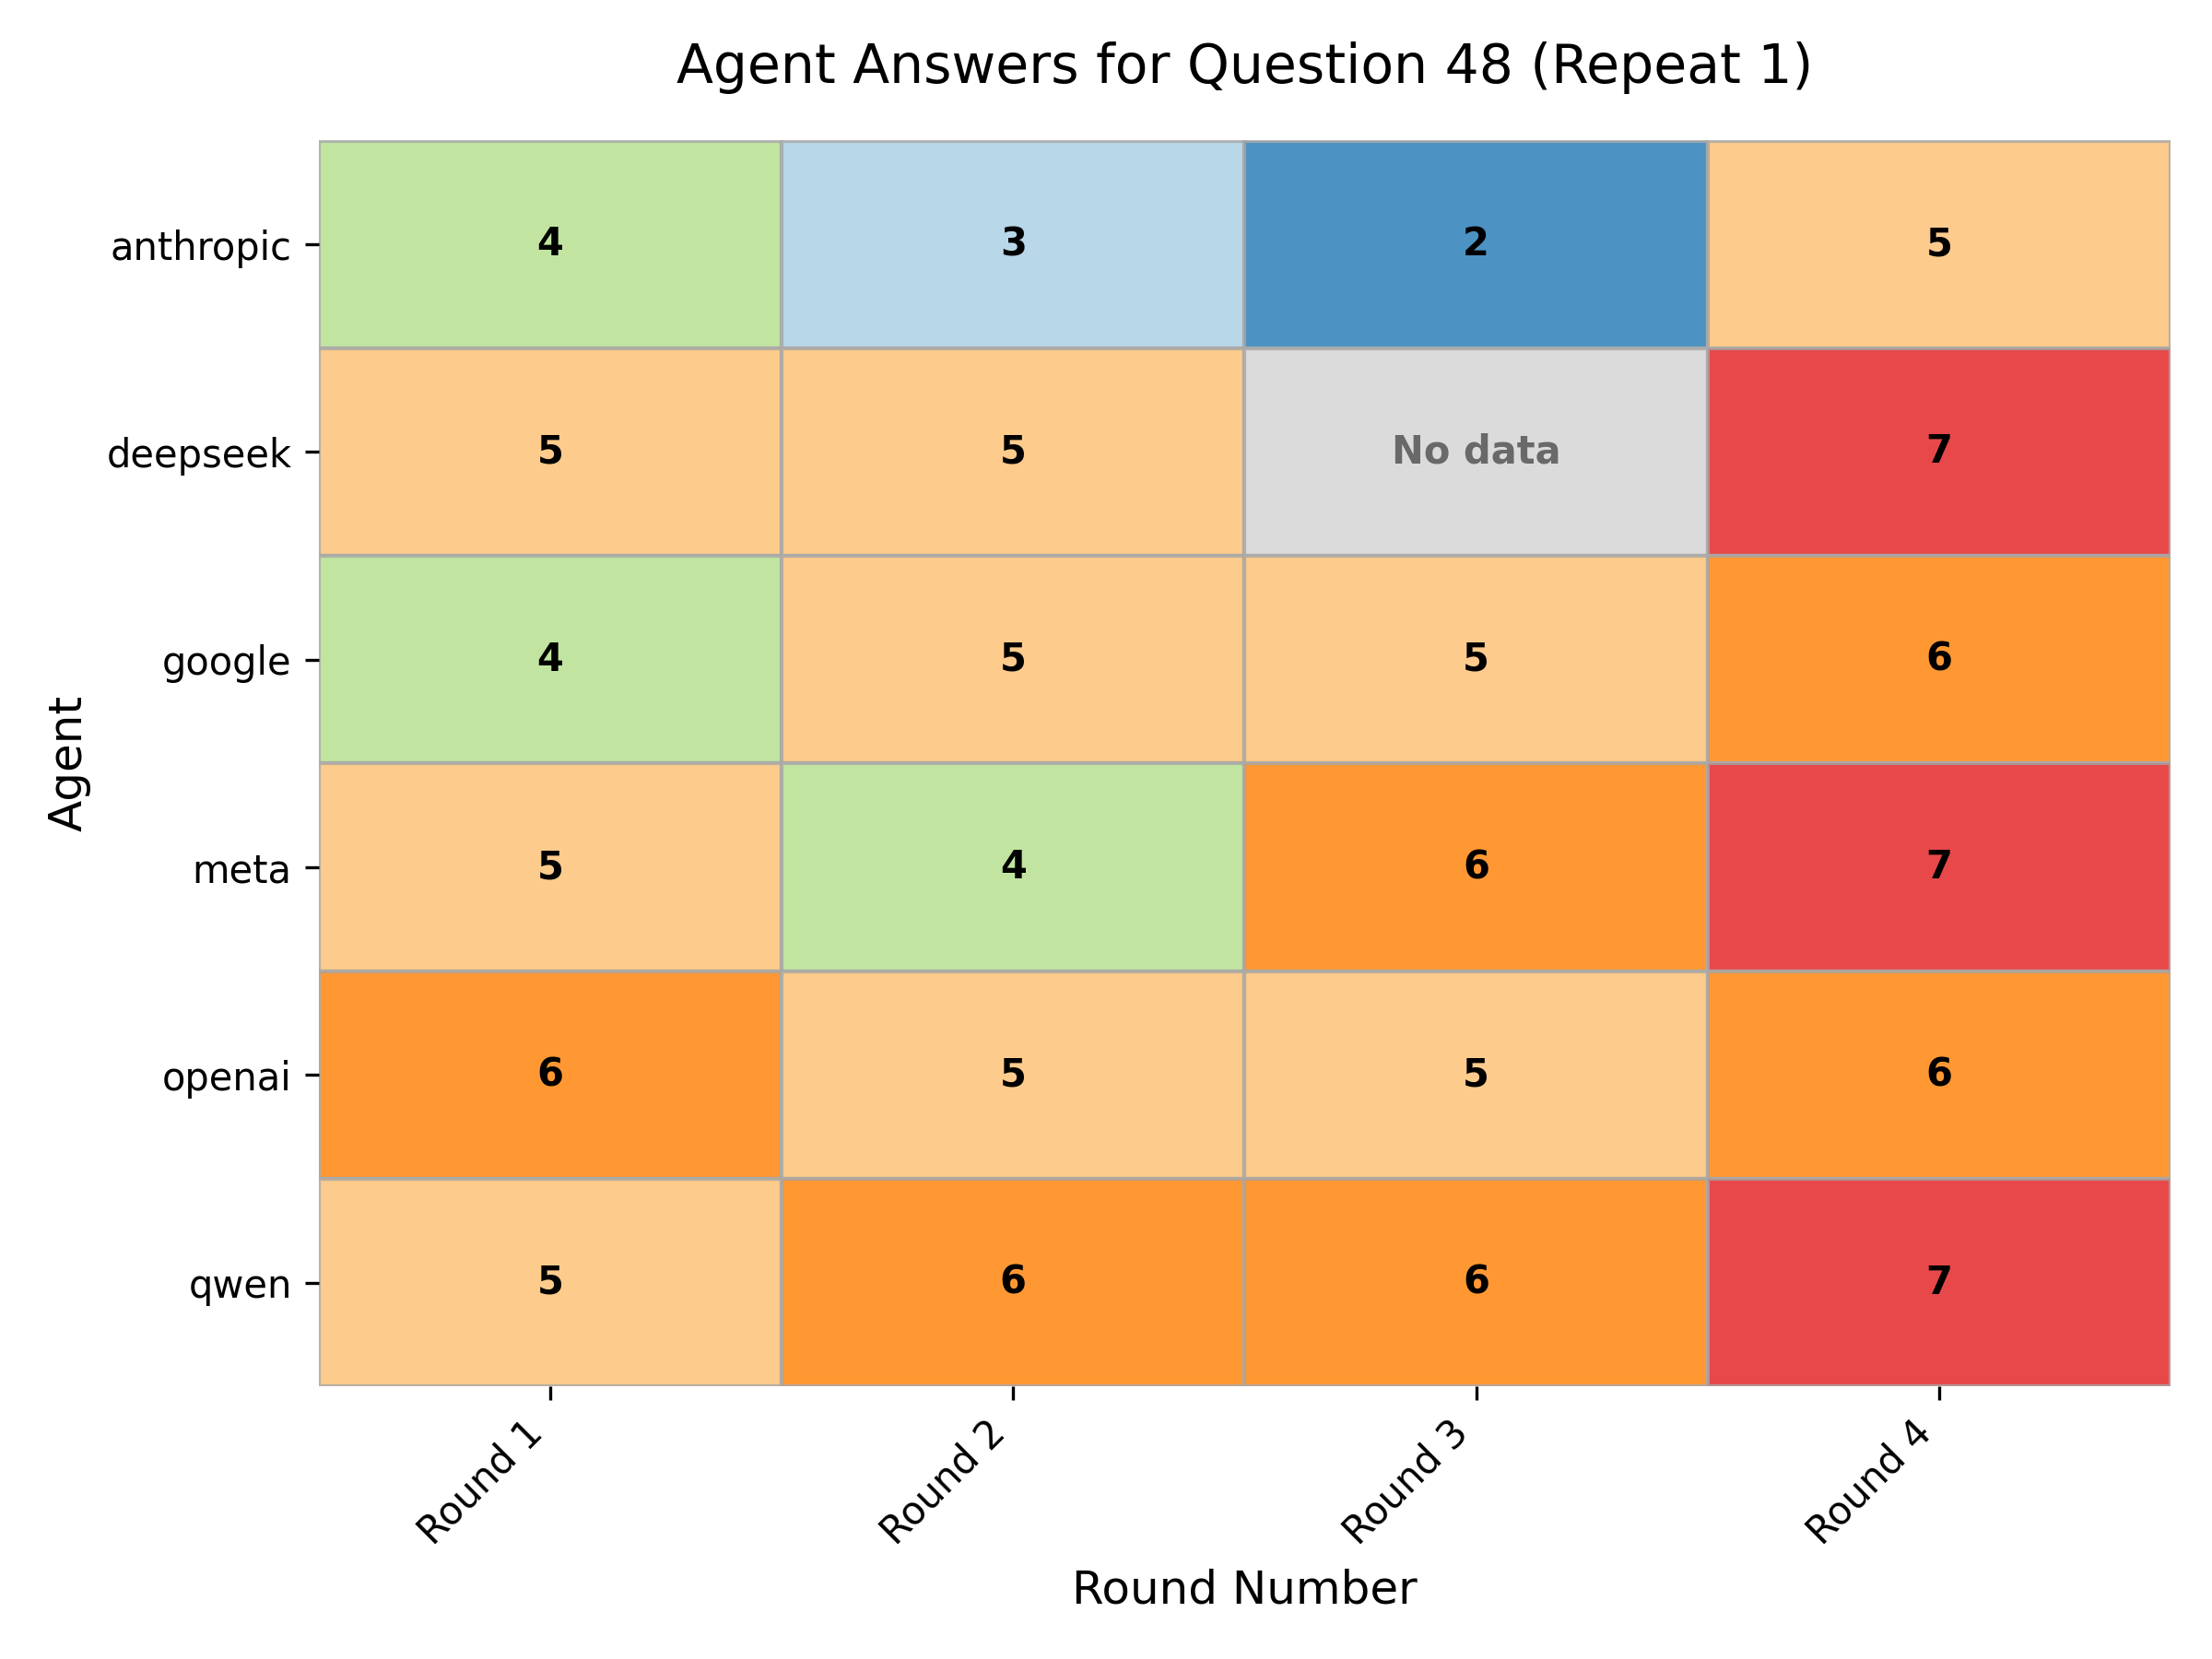 Agent Answers for Question 48 (Repeat 1)
Agent
anthropic 4 3 2 5
deepseek 5 5 No data 7
google 4 5 5 6
meta 5 4 6 7
openai 6 5 5 6
qwen 5 6 6 7
Round 1 Round 2 Round 3 Round 4
Round Number